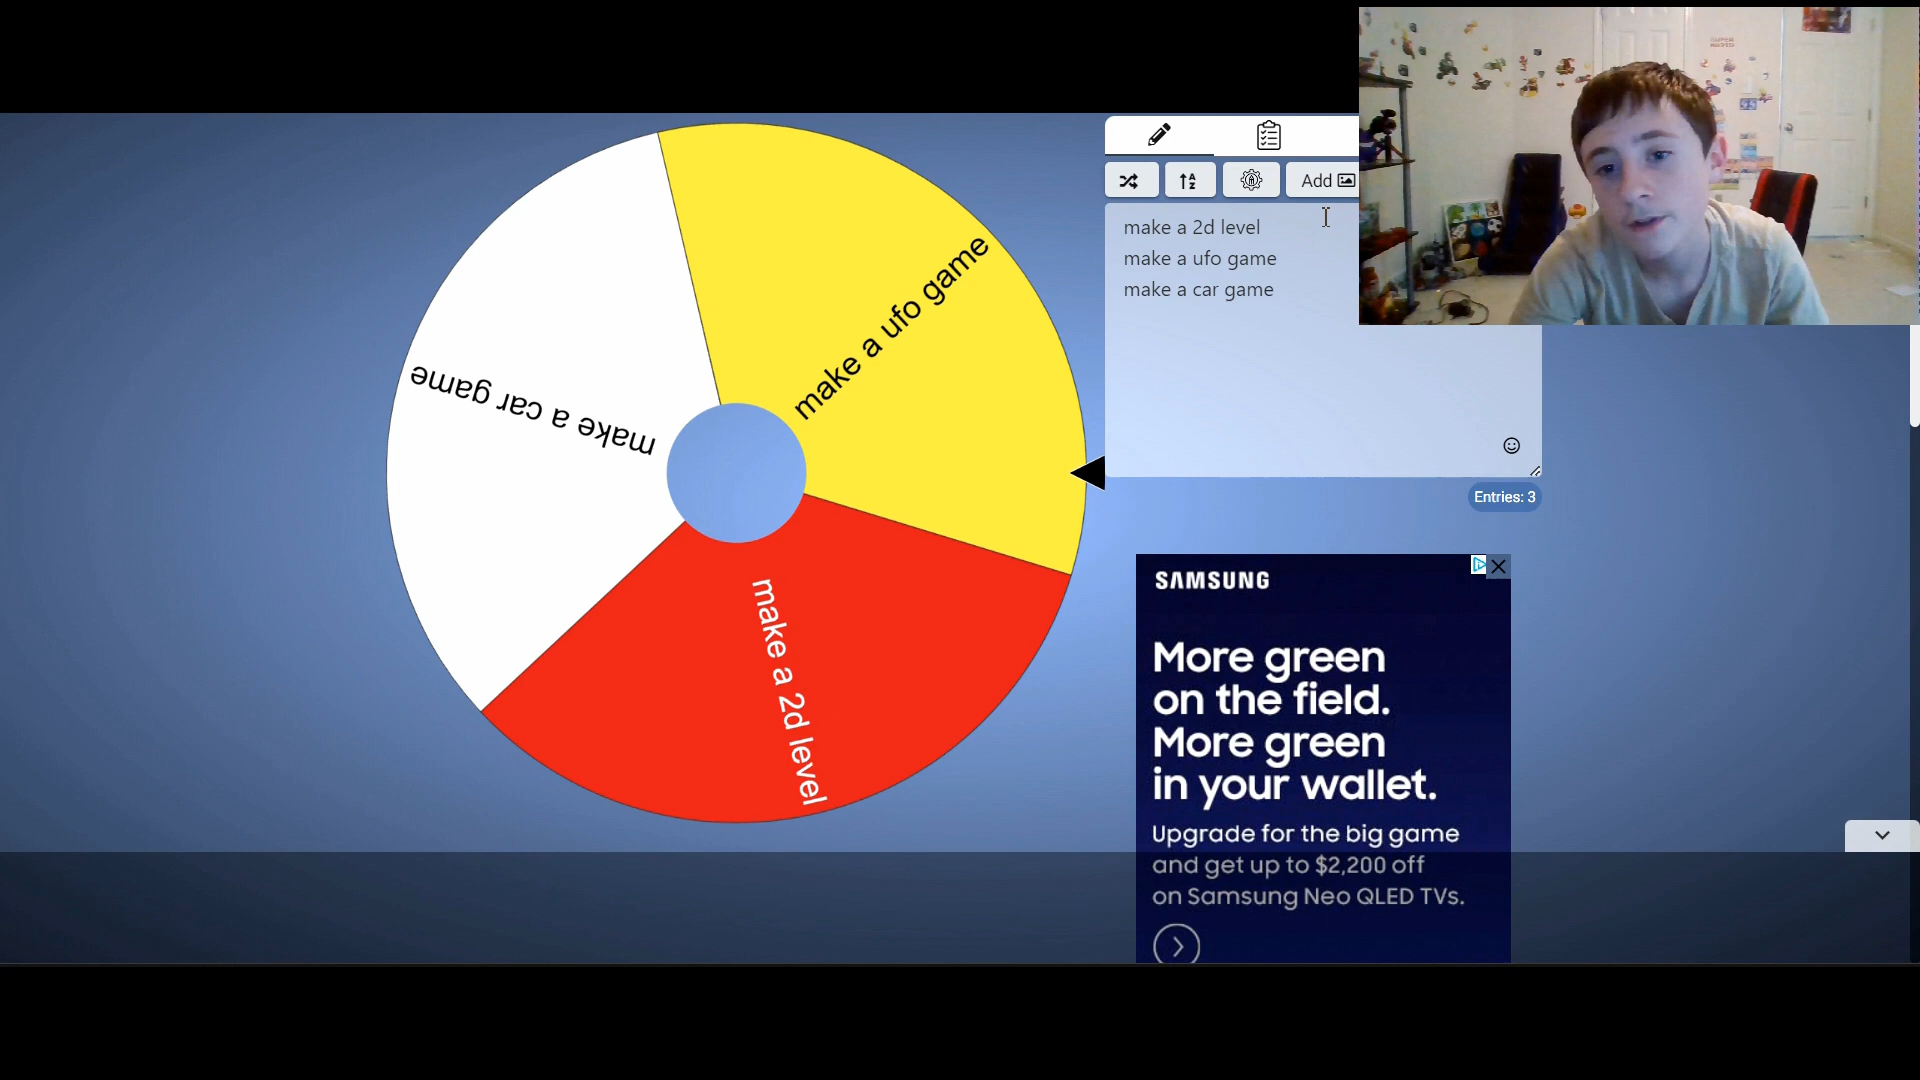 make a ufo game
make a car game
make a 2d level
Add
make a 2d level
make a ufo game
make a car game
Entries: 3
SAMSUNG
More green
on the field.
More green
in your wallet.
Upgrade for the big game
and get up to $2,200 off
on Samsung Neo QLED TVs.